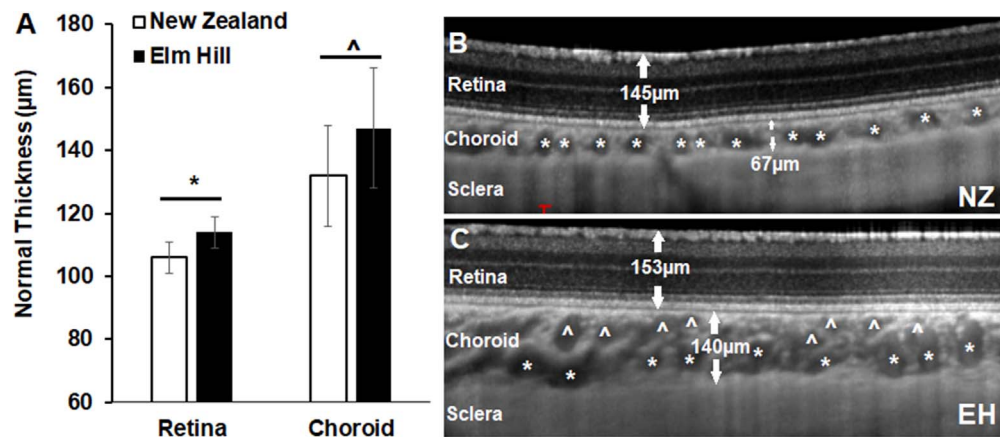 A
Normal Thickness (µm)
180
160
140
120
100
80
60
New Zealand
Elm Hill
*
^
Retina
Choroid
B
Retina
145µm
Choroid
* * * * * * * * * * * *
67µm
Sclera
NZ
C
Retina
153µm
^ ^ ^ ^ ^ ^ ^ ^
Choroid
140µm
* * * * * * * * *
Sclera
EH